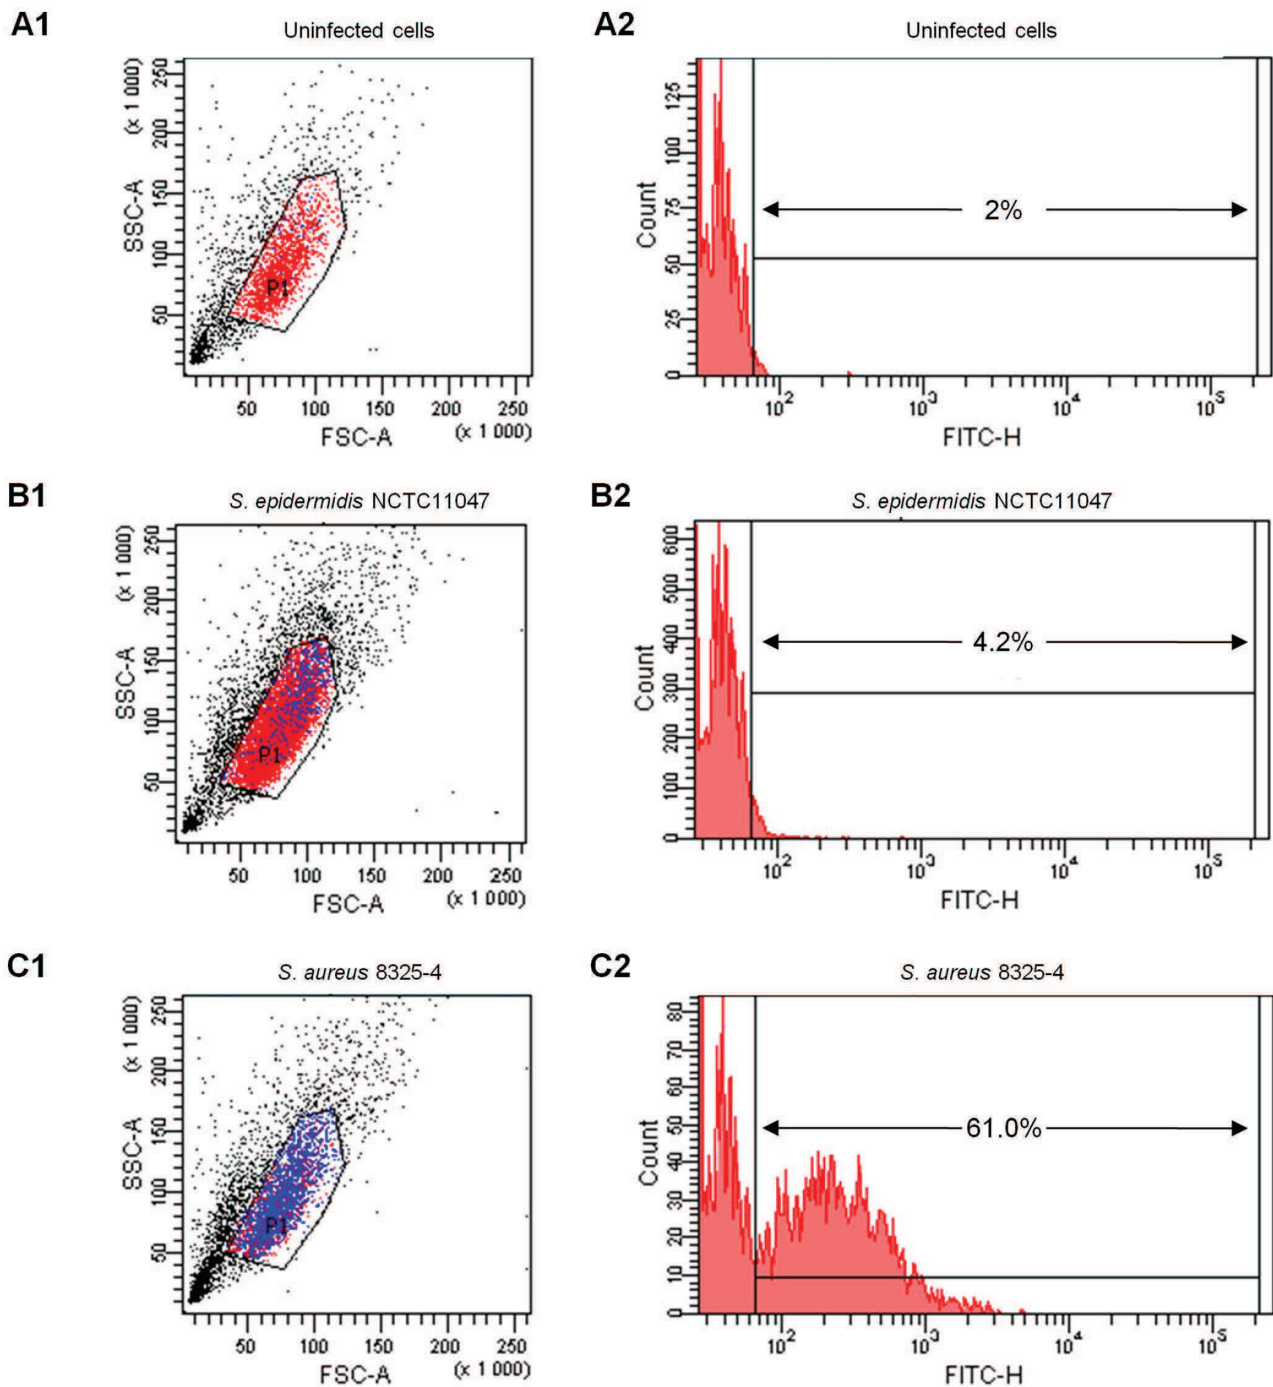 A1
Uninfected cells
(x 1 000)
250
200
150
100
50
SSC-A
P1
50 100 150 200 250
FSC-A
(x 1 000)
A2
Uninfected cells
125
100
75
50
25
0
Count
2%
10² 10³ 10⁴ 10⁵
FITC-H
B1
S. epidermidis NCTC11047
(x 1 000)
250
200
150
100
50
SSC-A
P1
50 100 150 200 250
FSC-A
(x 1 000)
B2
S. epidermidis NCTC11047
600
500
400
300
200
100
0
Count
4.2%
10² 10³ 10⁴ 10⁵
FITC-H
C1
S. aureus 8325-4
(x 1 000)
250
200
150
100
50
SSC-A
P1
50 100 150 200 250
FSC-A
(x 1 000)
C2
S. aureus 8325-4
80
70
60
50
40
30
20
10
0
Count
61.0%
10² 10³ 10⁴ 10⁵
FITC-H